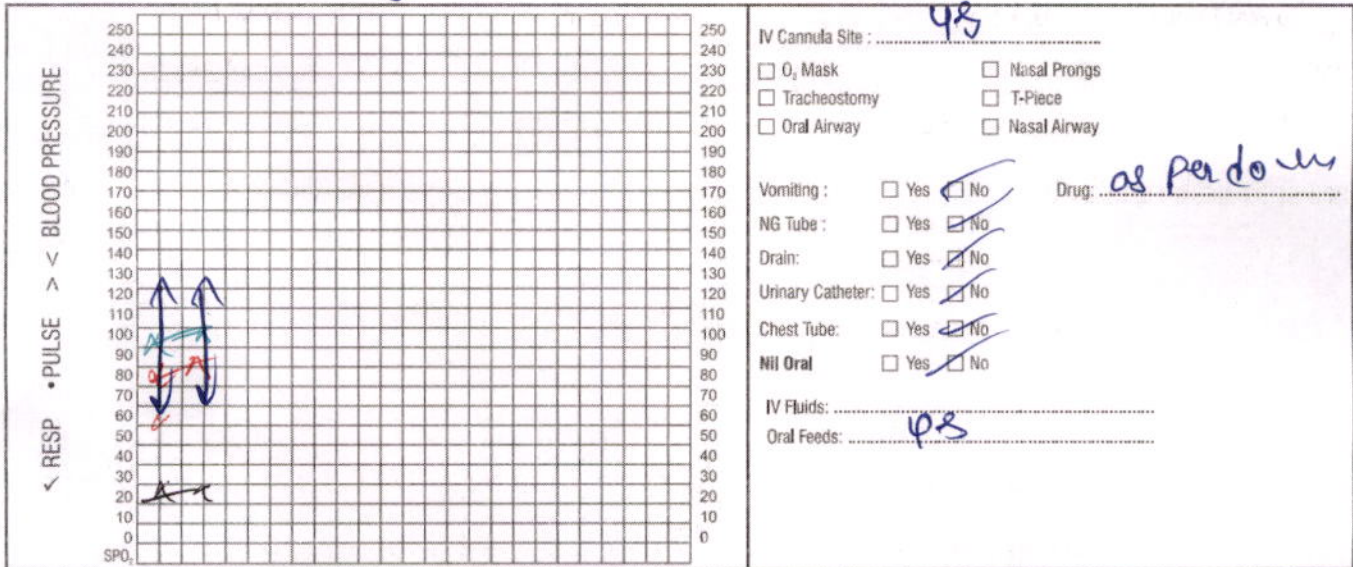 250 250
240 240
230 230
220 220
210 210
200 200
190 190
180 180
170 170
160 160
150 150
140 140
130 130
120 120
110 110
100 100
90 90
80 80
70 70
60 60
50 50
40 40
30 30
20 20
10 10
0 0
SPO₂
< RESP • PULSE > < BLOOD PRESSURE
IV Cannula Site :
☐ O₂ Mask ☐ Nasal Prongs
☐ Tracheostomy ☐ T-Piece
☐ Oral Airway ☐ Nasal Airway
Vomiting : ☐ Yes ☑ No Drug: as per do
NG Tube : ☐ Yes ☑ No
Drain: ☐ Yes ☑ No
Urinary Catheter: ☐ Yes ☑ No
Chest Tube: ☐ Yes ☑ No
Nil Oral ☐ Yes ☑ No
IV Fluids:
Oral Feeds: